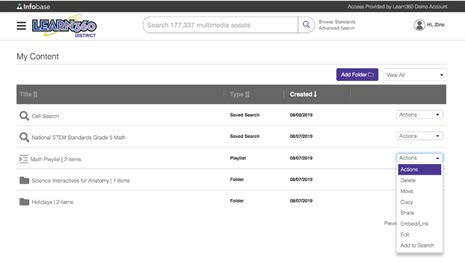 Infobase
Access Provided by Learn360 Demo Account
LEARN360
DISTRICT
Search 177,337 multimedia assets
Browse Standards
Advanced Search
Hi, Zina
My Content
Add Folder
View All
Title
Type
Created
Cell Search
Saved Search
08/08/2019
Actions
National STEM Standards Grade 5 Math
Saved Search
08/07/2019
Actions
Math Playlist | 2 items
Playlist
08/07/2019
Actions
Science Interactives for Anatomy | 1 items
Folder
08/07/2019
Holidays | 2 items
Folder
08/07/2019
Actions
Delete
Move
Copy
Share
Embed/Link
Edit
Add to Search